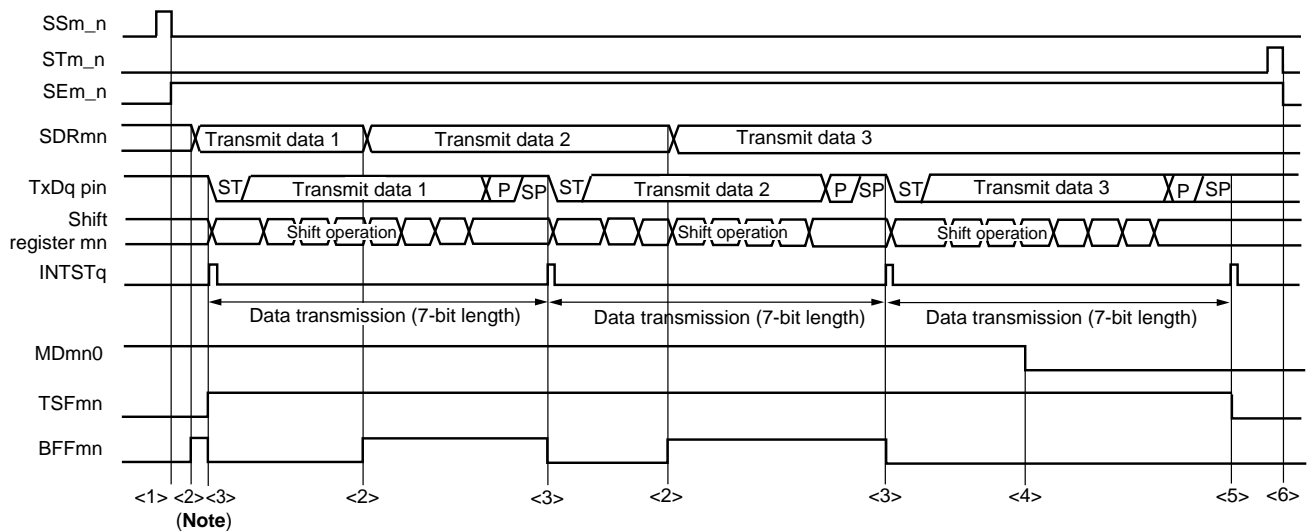 SSm_n
STm_n
SEm_n
SDRmn Transmit data 1 Transmit data 2 Transmit data 3
TxDq pin ST Transmit data 1 P SP ST Transmit data 2 P SP ST Transmit data 3 P SP
Shift
register mn Shift operation Shift operation Shift operation
INTSTq
Data transmission (7-bit length) Data transmission (7-bit length) Data transmission (7-bit length)
MDmn0
TSFmn
BFFmn
<1> <2> <3> <2> <3> <2> <3> <4> <5> <6>
(Note)